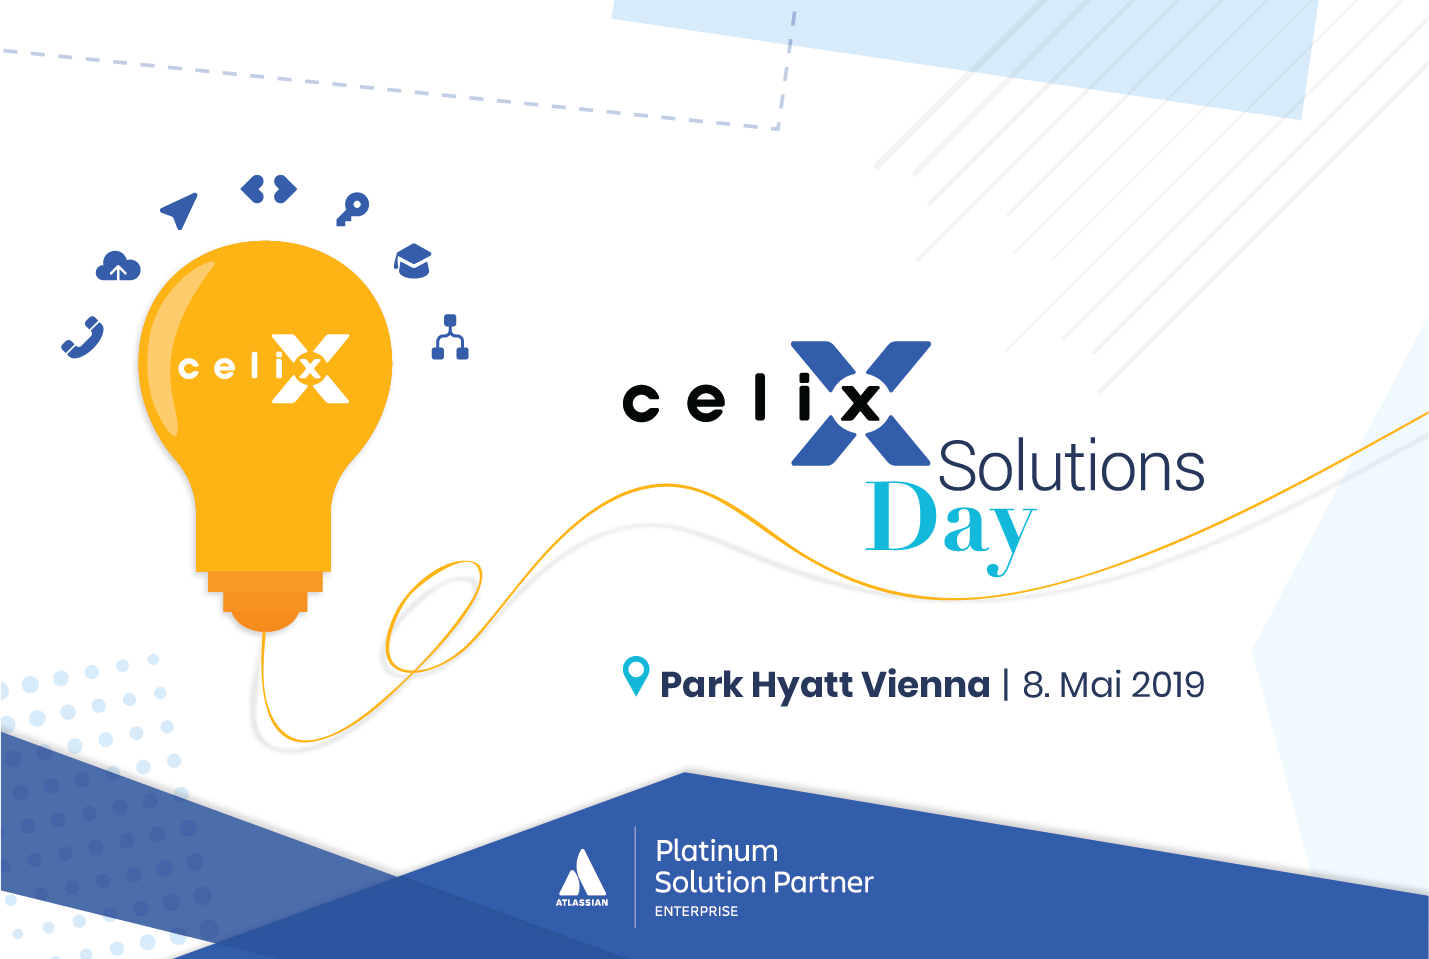 celix
celix
Solutions
Day
Park Hyatt Vienna | 8. Mai 2019
Platinum
Solution Partner
ENTERPRISE
ATLASSIAN